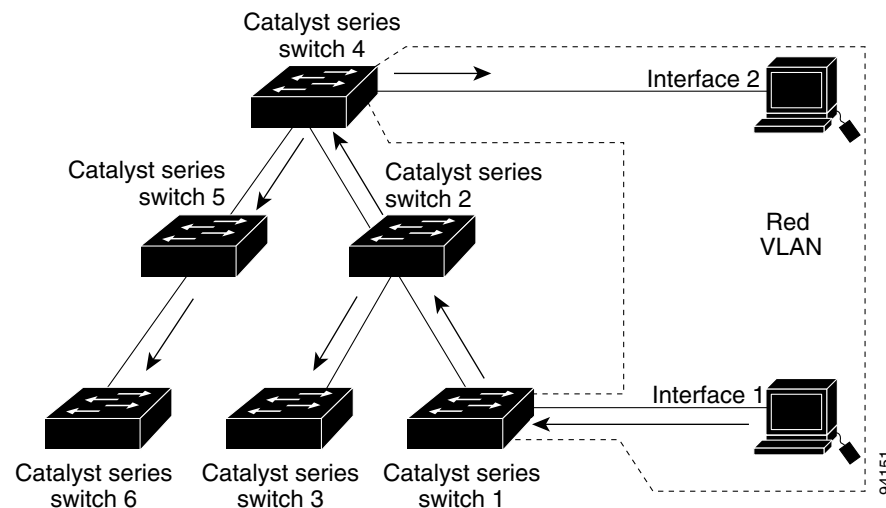 Catalyst series
switch 4
Interface 2
Catalyst series
switch 5
Catalyst series
switch 2
Red
VLAN
Interface 1
Catalyst series
switch 6
Catalyst series
switch 3
Catalyst series
switch 1
94151